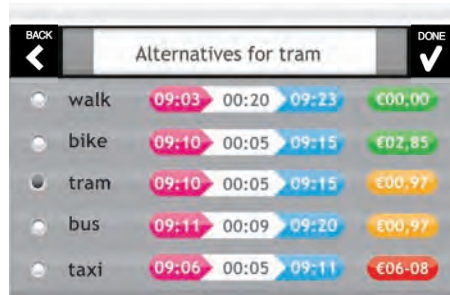 BACK Alternatives for tram DONE
walk 09:03 00:20 09:23 €00,00
bike 09:10 00:05 09:15 €02,85
tram 09:10 00:05 09:15 €00,97
bus 09:11 00:09 09:20 €00,97
taxi 09:06 00:05 09:11 €06-08